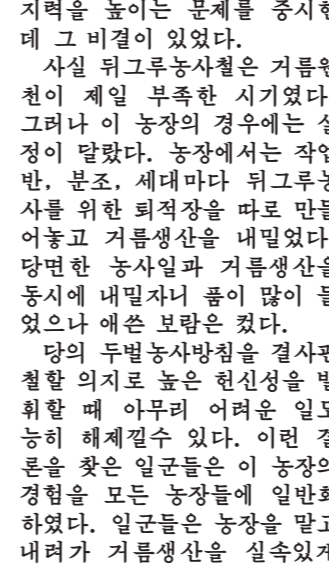 지력을 높이는 문제를 중시한
데 그 비결이 있었다.
사실 뒤그루농사철은 거름원
천이 제일 부족한 시기였다.
그러나 이 농장의 경우에는 실
정이 달랐다. 농장에서는 작업
반, 분조, 세대마다 뒤그루농
사를 위한 퇴적장을 따로 만들
어놓고 거름생산을 내밀었다.
당면한 농사일과 거름생산을
동시에 내밀자니 품이 많이 들
었으나 애쓴 보람은 컸다.
당의 두벌농사방침을 결사관
철할 의지로 높은 헌신성을 발
휘할 때 아무리 어려운 일도
능히 해제낄수 있다. 이런 결
론을 찾은 일군들은 이 농장의
경험을 모든 농장들에 일반화
하였다. 일군들은 농장을 맡고
내려가 거름생산을 실속있게